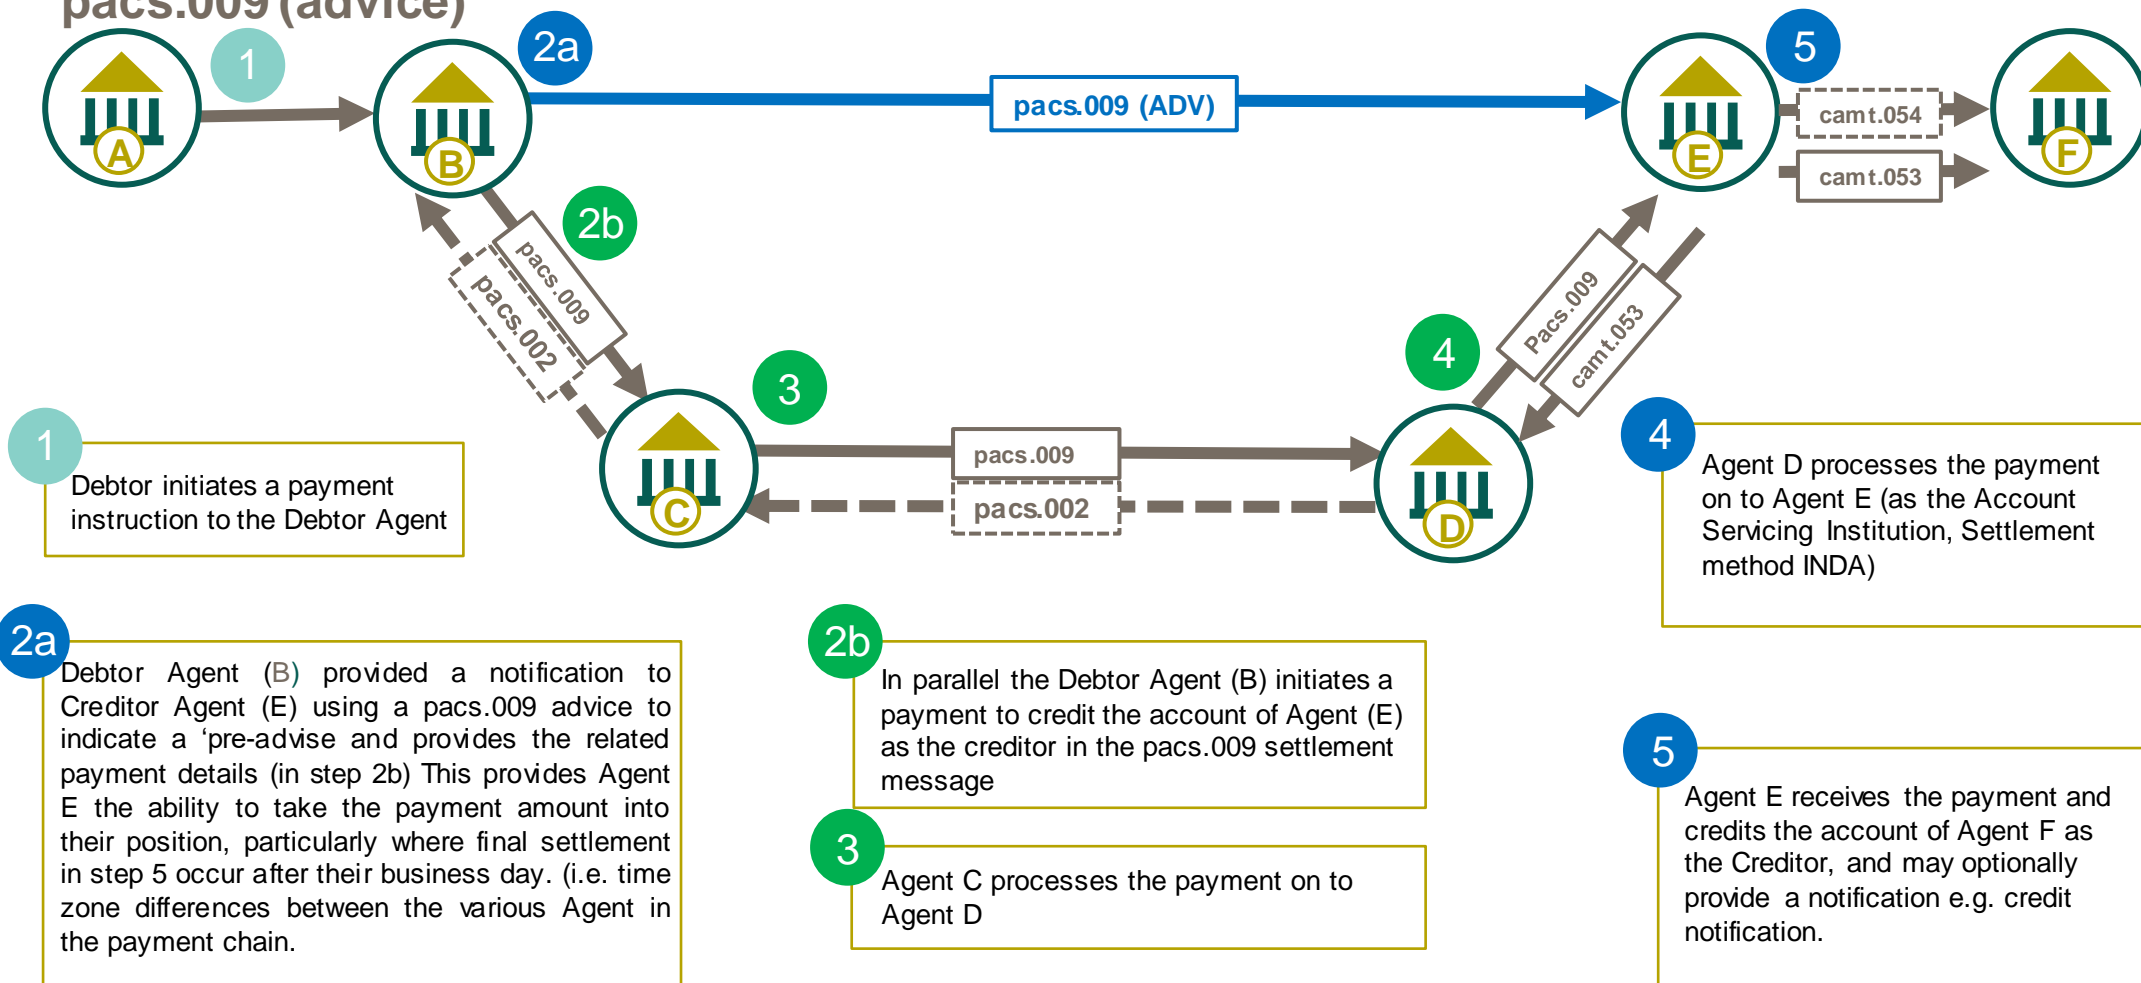 pacs.009 (advice)
1
2a
5
pacs.009 (ADV)
camt.054
camt.053
A
B
E
F
2b
pacs.009
pacs.002
Pacs.009
camt.053
4
3
pacs.009
pacs.002
C
D
1
Debtor initiates a payment
instruction to the Debtor Agent
4
Agent D processes the payment
on to Agent E (as the Account
Servicing Institution, Settlement
method INDA)
2a
Debtor Agent (B) provided a notification to
Creditor Agent (E) using a pacs.009 advice to
indicate a ‘pre-advise and provides the related
payment details (in step 2b) This provides Agent
E the ability to take the payment amount into
their position, particularly where final settlement
in step 5 occur after their business day. (i.e. time
zone differences between the various Agent in
the payment chain.
2b
In parallel the Debtor Agent (B) initiates a
payment to credit the account of Agent (E)
as the creditor in the pacs.009 settlement
message
3
Agent C processes the payment on to
Agent D
5
Agent E receives the payment and
credits the account of Agent F as
the Creditor, and may optionally
provide a notification e.g. credit
notification.